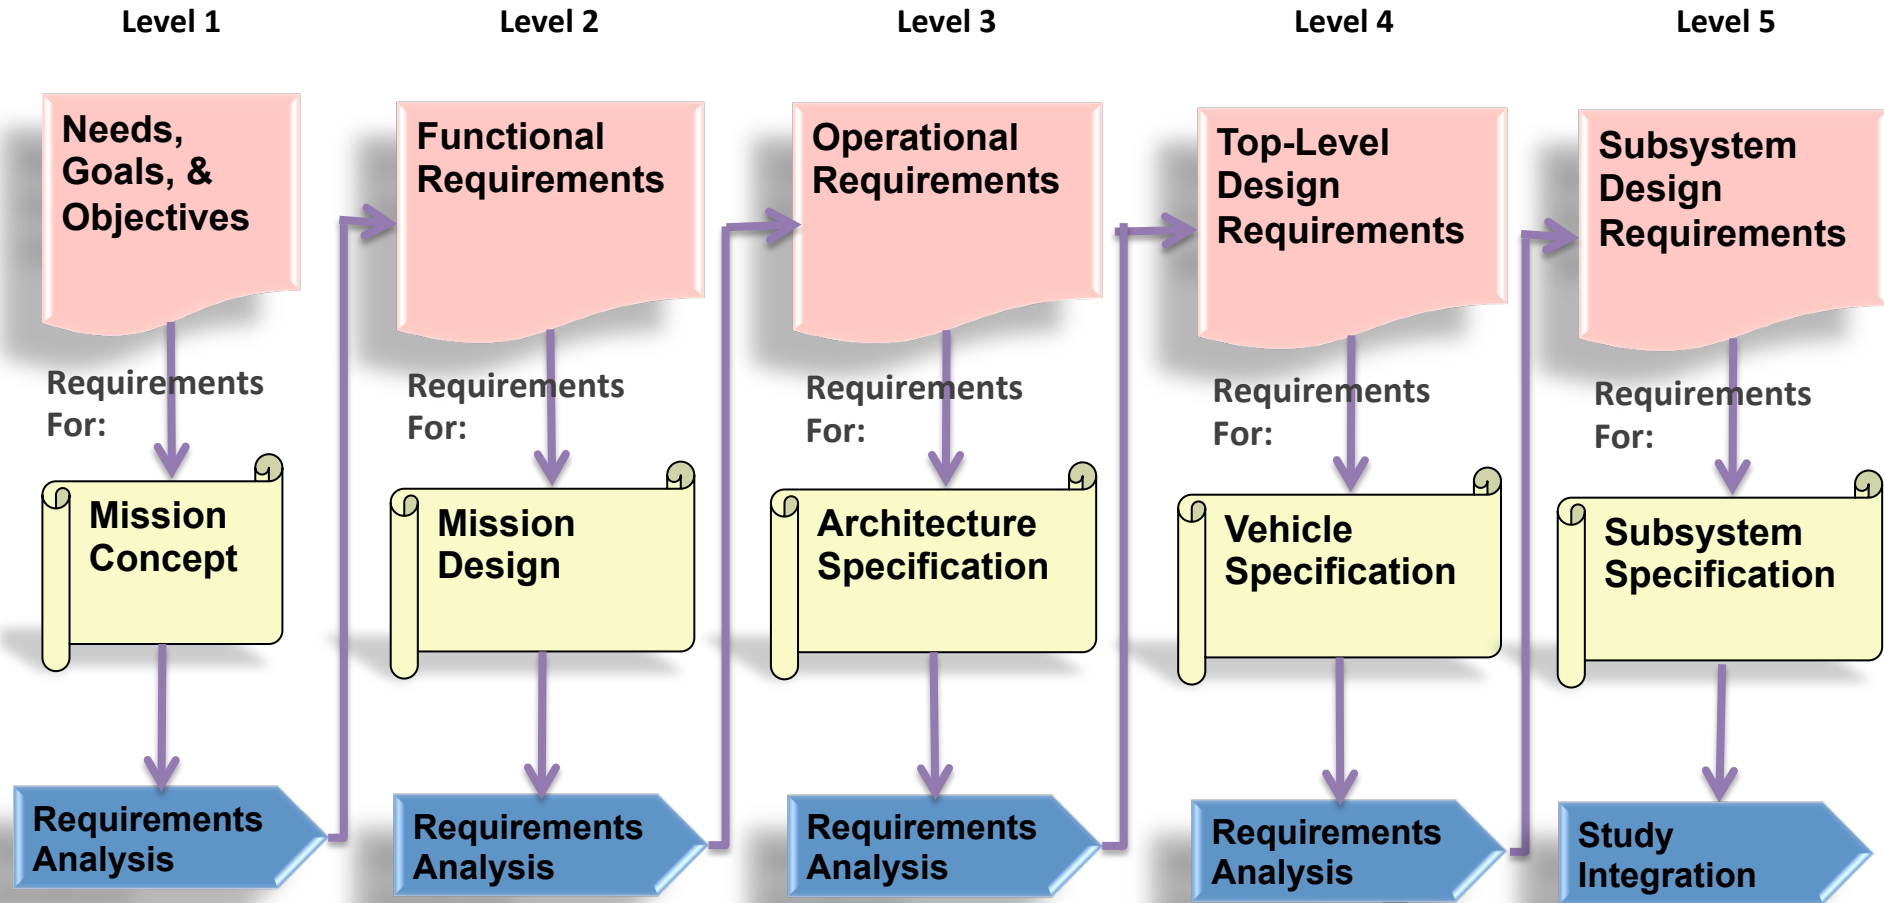 Level 1
Level 2
Level 3
Level 4
Level 5
Needs,
Goals, &
Objectives
Functional
Requirements
Operational
Requirements
Top-Level
Design
Requirements
Subsystem
Design
Requirements
Requirements
For:
Requirements
For:
Requirements
For:
Requirements
For:
Requirements
For:
Mission
Concept
Mission
Design
Architecture
Specification
Vehicle
Specification
Subsystem
Specification
Requirements
Analysis
Requirements
Analysis
Requirements
Analysis
Requirements
Analysis
Study
Integration